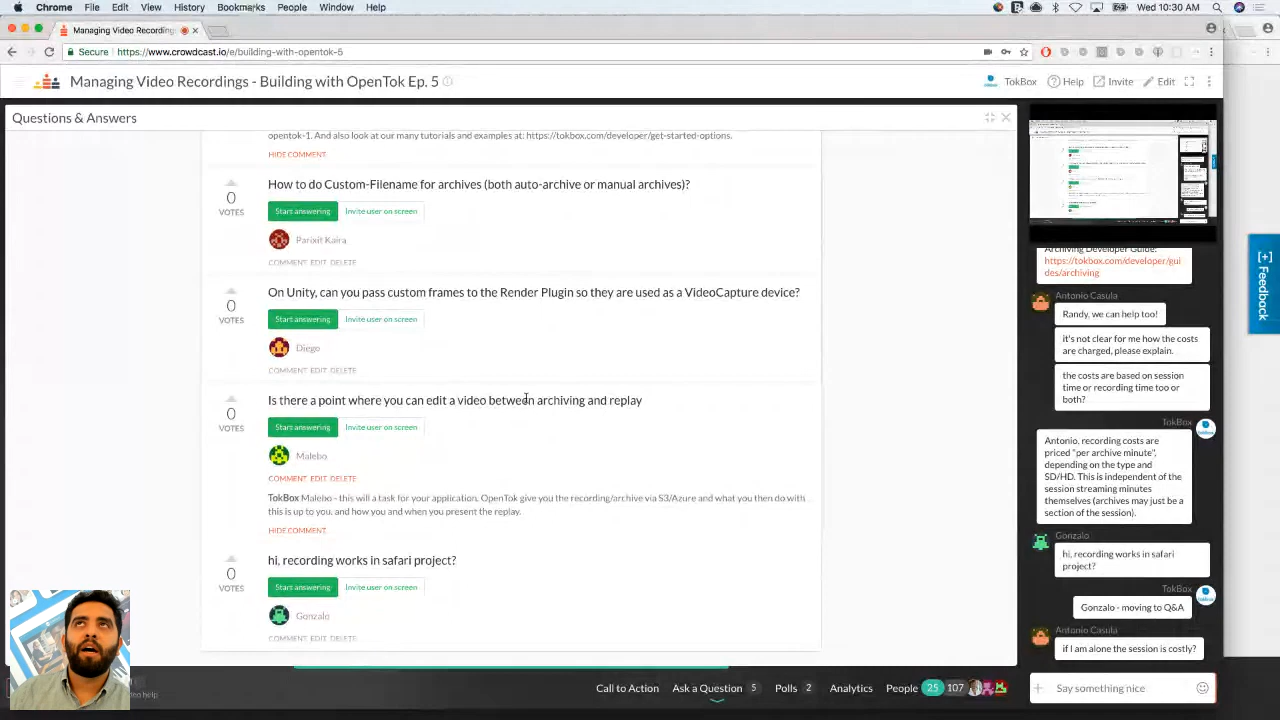 Chrome File Edit View History Bookmarks People Window Help Wed 10:30 AM
Managing Video Recording
Secure https://www.crowdcast.io/e/building-with-opentok-5
Managing Video Recordings - Building with OpenTok Ep. 5 TokBox Help Invite Edit
Questions & Answers
opentok-1. And also look at our many tutorials and examples at: https://tokbox.com/developer/get-started-options.
HIDE COMMENT
0
VOTES
How to do Custom-FIename for archives (both auto-archive or manual archives)?
Start answering Invite user on screen
Parixit Kaira
COMMENT EDIT DELETE
0
VOTES
On Unity, can you pass custom frames to the Render Plugin so they are used as a VideoCapture device?
Start answering Invite user on screen
Diego
COMMENT EDIT DELETE
0
VOTES
Is there a point where you can edit a video between archiving and replay
Start answering Invite user on screen
Malebo
COMMENT EDIT DELETE
TokBox Malebo - this will a task for your application. OpenTok give you the recording/archive via S3/Azure and what you then do with
this is up to you, and how you and when you present the replay.
HIDE COMMENT
0
VOTES
hi, recording works in safari project?
Start answering Invite user on screen
Gonzalo
COMMENT EDIT DELETE
Archiving Developer Guide:
https://tokbox.com/developer/gui
des/archiving
Antonio Casula
Randy, we can help too!
it's not clear for me how the costs
are charged, please explain.
the costs are based on session
time or recording time too or
both?
TokBox
Antonio, recording costs are
priced "per archive minute",
depending on the type and
SD/HD. This is independent of the
session streaming minutes
themselves (archives may just be a
section of the session).
Gonzalo
hi, recording works in safari
project?
TokBox
Gonzalo - moving to Q&A
Antonio Casula
if I am alone the session is costly?
Say something nice
[+] Feedback
video help
Call to Action Ask a Question 5 Polls 2 Analytics People 25 107